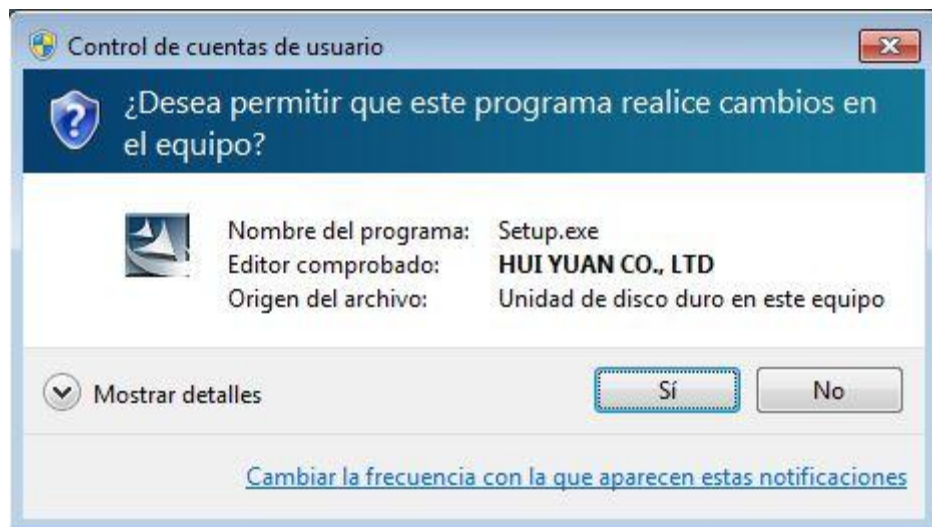 Control de cuentas de usuario
¿Desea permitir que este programa realice cambios en
el equipo?
Nombre del programa: Setup.exe
Editor comprobado: HUI YUAN CO., LTD
Origen del archivo: Unidad de disco duro en este equipo
Mostrar detalles
Sí No
Cambiar la frecuencia con la que aparecen estas notificaciones